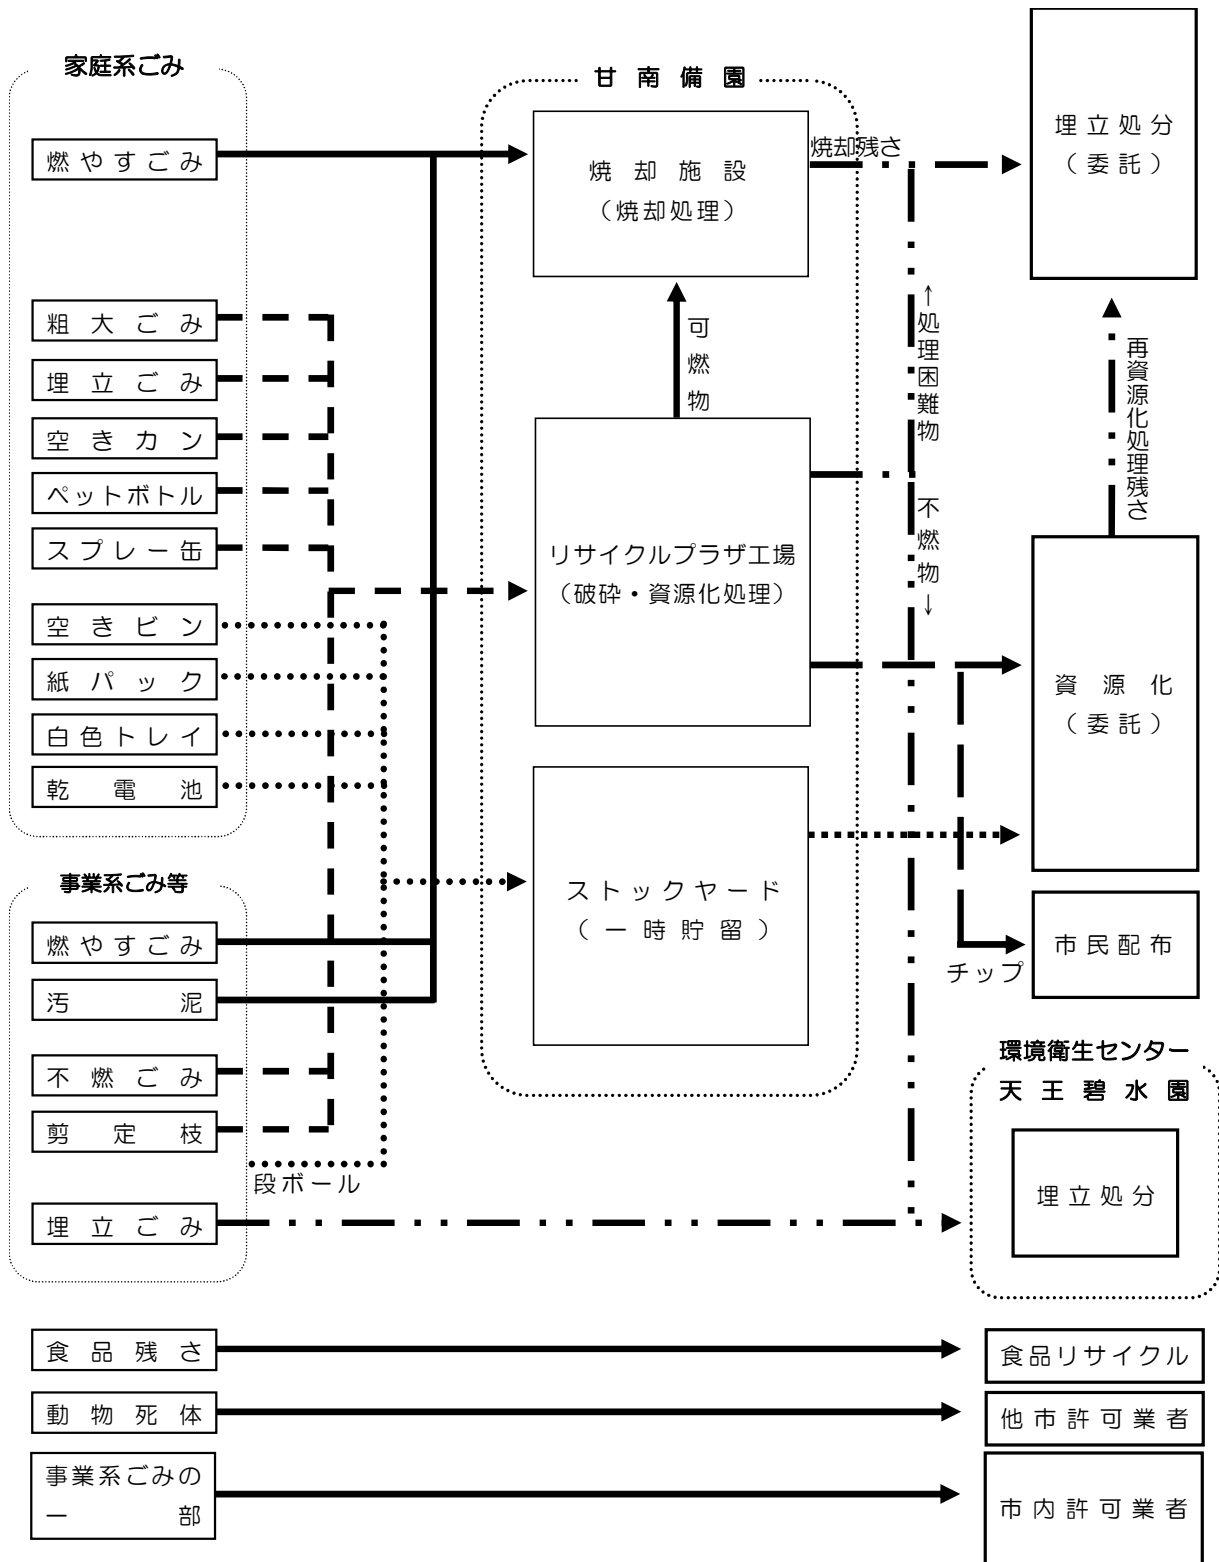 家庭系ごみ
燃やすごみ
粗大ごみ
埋立ごみ
空きカン
ペットボトル
スプレー缶
空きビン
紙パック
白色トレイ
乾電池
事業系ごみ等
燃やすごみ
汚泥
不燃ごみ
剪定枝
段ボール
埋立ごみ
食品残さ
動物死体
事業系ごみの
一部
甘南備園
焼却施設
（焼却処理）
可燃物
リサイクルプラザ工場
（破砕・資源化処理）
ストックヤード
（一時貯留）
焼却残さ
↑処理困難物
不燃物↓
埋立処分
（委託）
再資源化処理残さ
資源化
（委託）
チップ
市民配布
環境衛生センター
天王碧水園
埋立処分
食品リサイクル
他市許可業者
市内許可業者